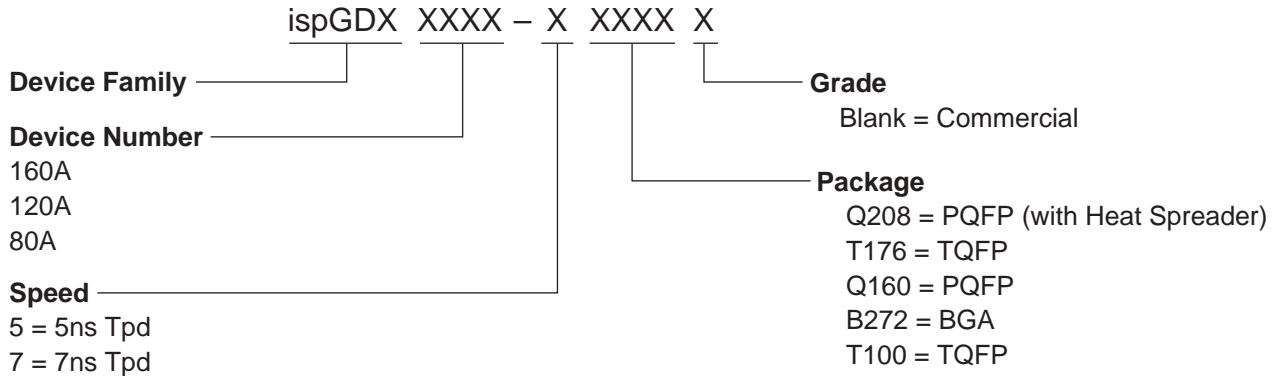 ispGDX XXXX – X XXXX X
Device Family
Device Number
160A
120A
80A
Speed
5 = 5ns Tpd
7 = 7ns Tpd
Grade
Blank = Commercial
Package
Q208 = PQFP (with Heat Spreader)
T176 = TQFP
Q160 = PQFP
B272 = BGA
T100 = TQFP